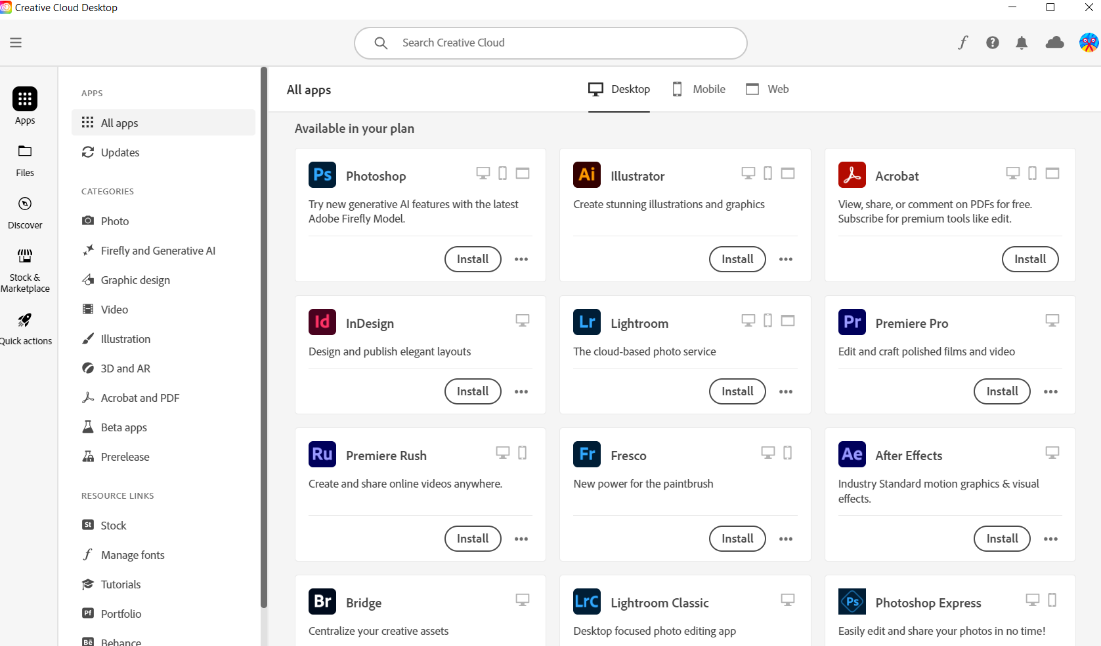 Creative Cloud Desktop
Search Creative Cloud
Apps
Files
Discover
Stock &
Marketplace
Quick actions
APPS
All apps
Updates
CATEGORIES
Photo
Firefly and Generative AI
Graphic design
Video
Illustration
3D and AR
Acrobat and PDF
Beta apps
Prerelease
RESOURCE LINKS
St Stock
Manage fonts
Tutorials
Pf Portfolio
Bē Behance
All apps
Desktop Mobile Web
Available in your plan
Ps Photoshop
Try new generative AI features with the latest
Adobe Firefly Model.
Install
Ai Illustrator
Create stunning illustrations and graphics
Install
Acrobat
View, share, or comment on PDFs for free.
Subscribe for premium tools like edit.
Install
Id InDesign
Design and publish elegant layouts
Install
Lr Lightroom
The cloud-based photo service
Install
Pr Premiere Pro
Edit and craft polished films and video
Install
Ru Premiere Rush
Create and share online videos anywhere.
Install
Fr Fresco
New power for the paintbrush
Install
Ae After Effects
Industry Standard motion graphics & visual
effects.
Install
Br Bridge
Centralize your creative assets
LrC Lightroom Classic
Desktop focused photo editing app
Ps Photoshop Express
Easily edit and share your photos in no time!